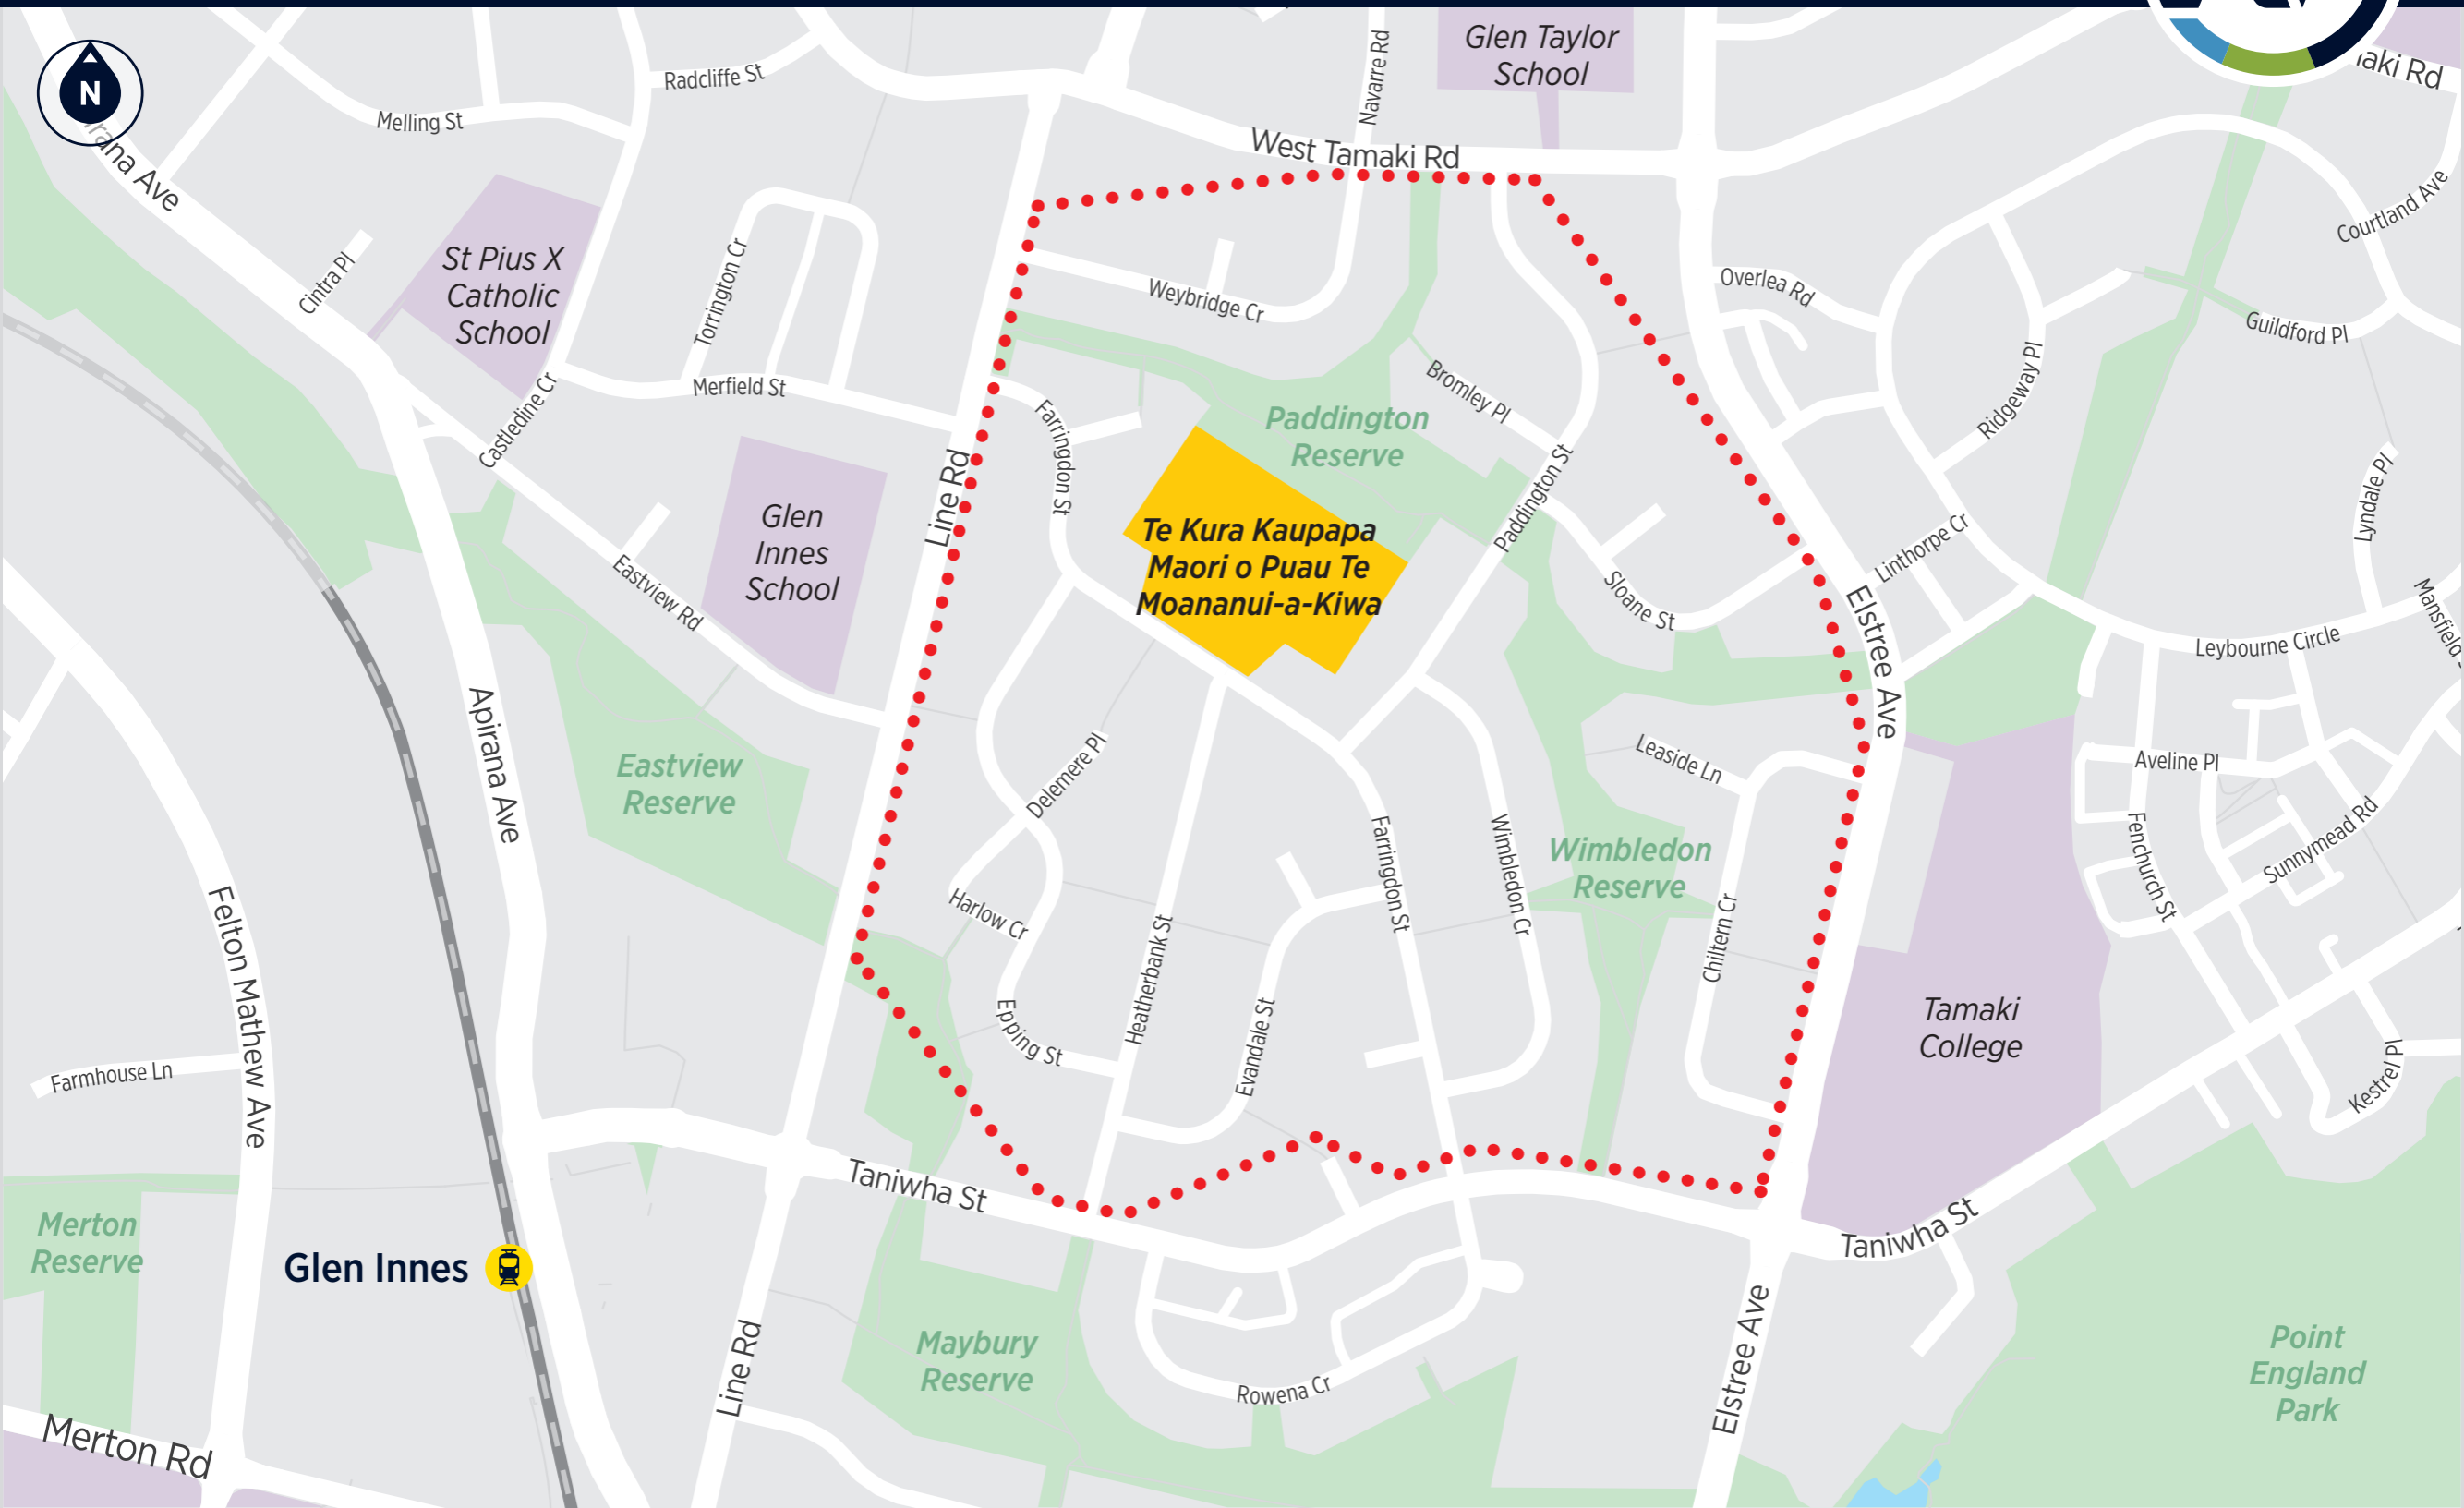 Glen Taylor
School
Navarre Rd
Radcliffe St
Melling St
N
West Tamaki Rd
Courtland Ave
St Pius X
Catholic
School
Cintra Pl
Torrington Cr
Weybridge Cr
Overlea Rd
Guildford Pl
Merfield St
Castledine Cr
Farringdon St
Bromley Pl
Paddington
Reserve
Ridgeway Pl
Line Rd
Paddington St
Lyndale Pl
Glen
Innes
School
Te Kura Kaupapa
Maori o Puau Te
Moananui-a-Kiwa
Linthorpe Cr
Eastview Rd
Sloane St
Elstree Ave
Mansfield
Leybourne Circle
Apirana Ave
Eastview
Reserve
Delemere Pl
Leaside Ln
Aveline Pl
Sunnymead Rd
Fenchurch St
Farringdon St
Wimbledon Cr
Wimbledon
Reserve
Harlow Cr
Chiltern Cr
Heatherbank St
Felton Mathew Ave
Epping St
Evandale St
Tamaki
College
Farmhouse Ln
Kestrel Pl
Taniwha St
Taniwha St
Merton
Reserve
Glen Innes
Elstree Ave
Line Rd
Maybury
Reserve
Rowena Cr
Point
England
Park
Merton Rd